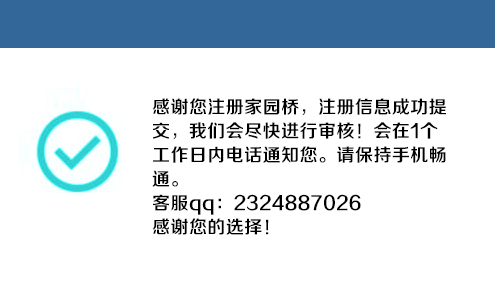 感谢您注册家园桥，注册信息成功提
交，我们会尽快进行审核！会在1个
工作日内电话通知您。请保持手机畅
通。
客服qq：2324887026
感谢您的选择！